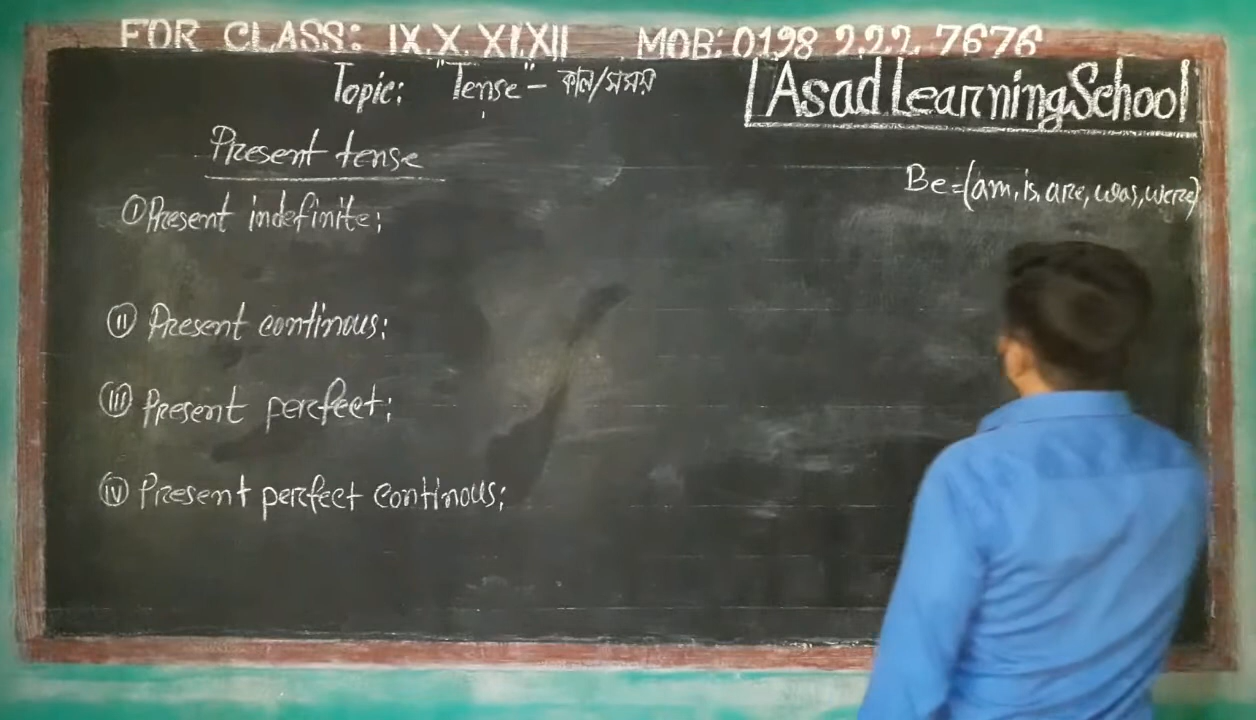 FOR CLASS: IX.X.XI.XII MOB: 0198 222 7676
Topic: "Tense" – কাল/সময়
Asad Learning School
Present tense
Be = (am, is, are, was, were)
(i) Present indefinite:
(ii) Present continous:
(iii) Present perfect:
(iv) Present perfect continous: